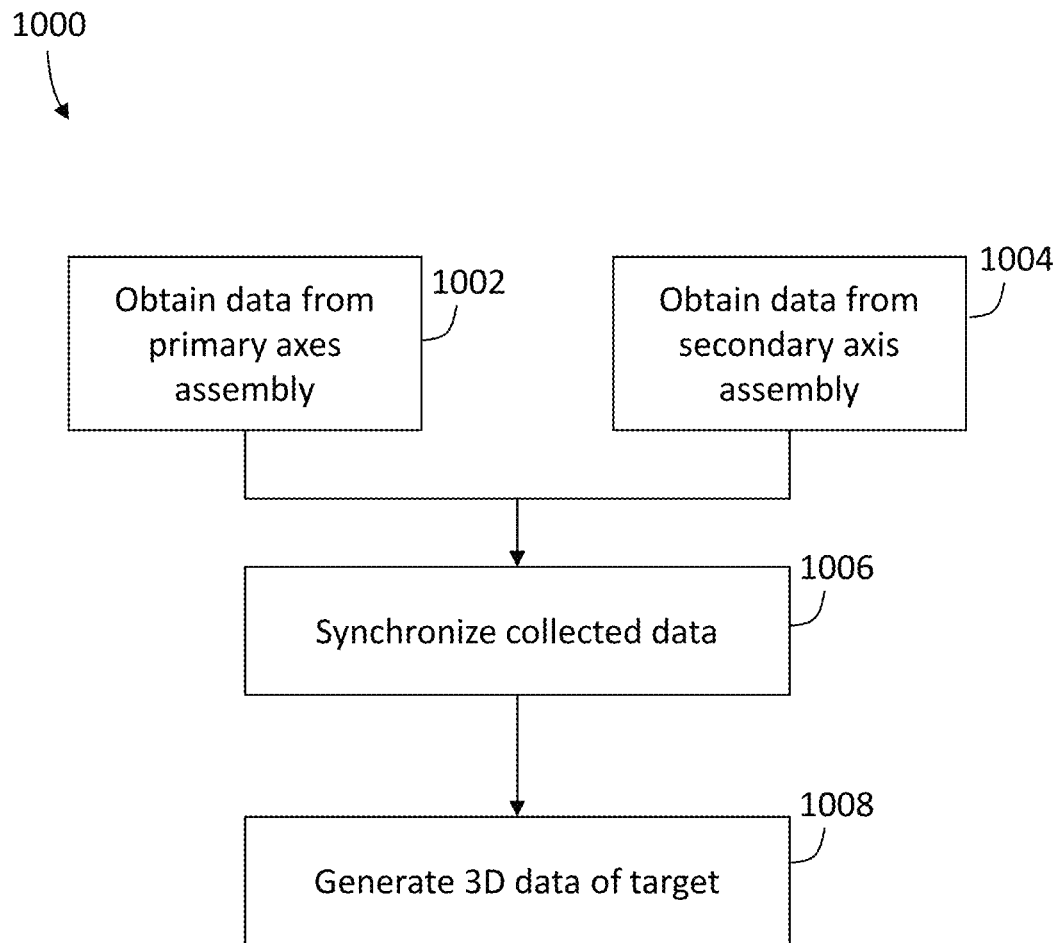 1000
Obtain data from
primary axes
assembly
1002
Obtain data from
secondary axis
assembly
1004
Synchronize collected data
1006
Generate 3D data of target
1008